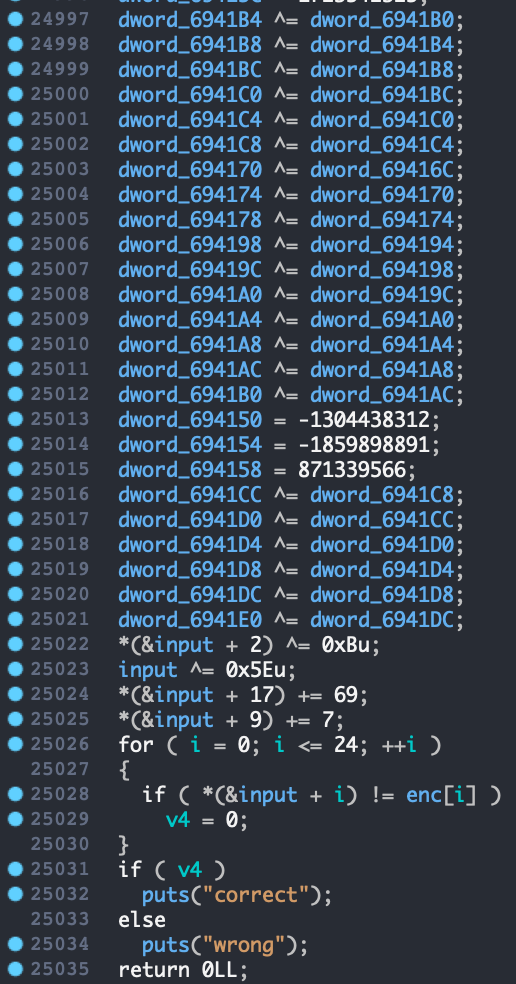 24997 dword_6941B4 ^= dword_6941B0;
24998 dword_6941B8 ^= dword_6941B4;
24999 dword_6941BC ^= dword_6941B8;
25000 dword_6941C0 ^= dword_6941BC;
25001 dword_6941C4 ^= dword_6941C0;
25002 dword_6941C8 ^= dword_6941C4;
25003 dword_694170 ^= dword_69416C;
25004 dword_694174 ^= dword_694170;
25005 dword_694178 ^= dword_694174;
25006 dword_694198 ^= dword_694194;
25007 dword_69419C ^= dword_694198;
25008 dword_6941A0 ^= dword_69419C;
25009 dword_6941A4 ^= dword_6941A0;
25010 dword_6941A8 ^= dword_6941A4;
25011 dword_6941AC ^= dword_6941A8;
25012 dword_6941B0 ^= dword_6941AC;
25013 dword_694150 = -1304438312;
25014 dword_694154 = -1859898891;
25015 dword_694158 = 871339566;
25016 dword_6941CC ^= dword_6941C8;
25017 dword_6941D0 ^= dword_6941CC;
25018 dword_6941D4 ^= dword_6941D0;
25019 dword_6941D8 ^= dword_6941D4;
25020 dword_6941DC ^= dword_6941D8;
25021 dword_6941E0 ^= dword_6941DC;
25022 *(&input + 2) ^= 0xBu;
25023 input ^= 0x5Eu;
25024 *(&input + 17) += 69;
25025 *(&input + 9) += 7;
25026 for ( i = 0; i <= 24; ++i )
25027 {
25028 if ( *(&input + i) != enc[i] )
25029 v4 = 0;
25030 }
25031 if ( v4 )
25032 puts("correct");
25033 else
25034 puts("wrong");
25035 return 0LL;